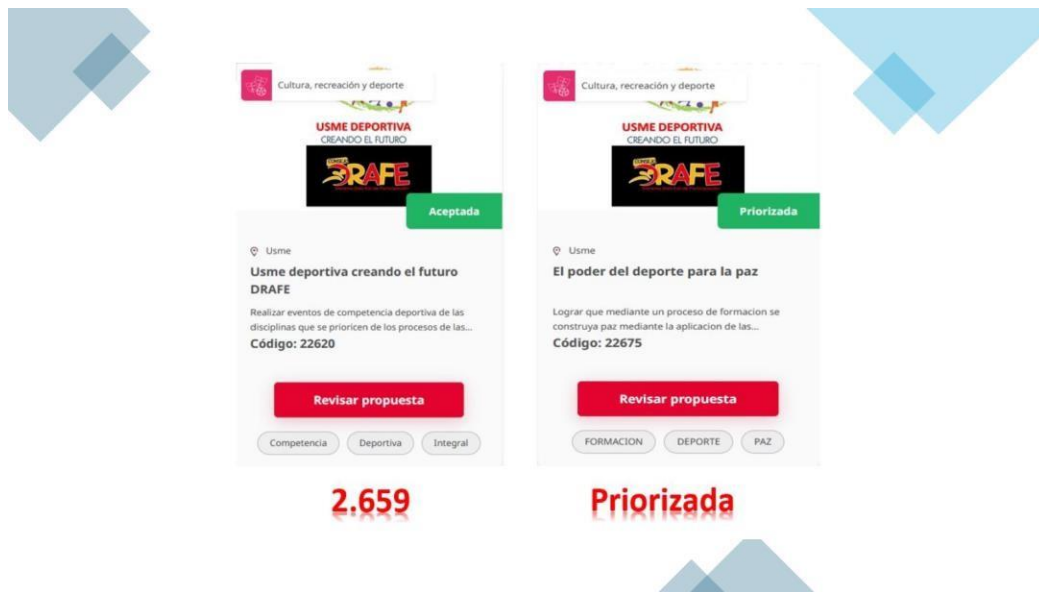 Cultura, recreación y deporte
USME DEPORTIVA
CREANDO EL FUTURO
DRAFE
Aceptada
Usme
Usme deportiva creando el futuro
DRAFE
Realizar eventos de competencia deportiva de las
disciplinas que se prioricen de los procesos de las...
Código: 22620
Revisar propuesta
Competencia Deportiva Integral
2.659
Cultura, recreación y deporte
USME DEPORTIVA
CREANDO EL FUTURO
DRAFE
Priorizada
Usme
El poder del deporte para la paz
Lograr que mediante un proceso de formacion se
construya paz mediante la aplicacion de las...
Código: 22675
Revisar propuesta
FORMACION DEPORTE PAZ
Priorizada